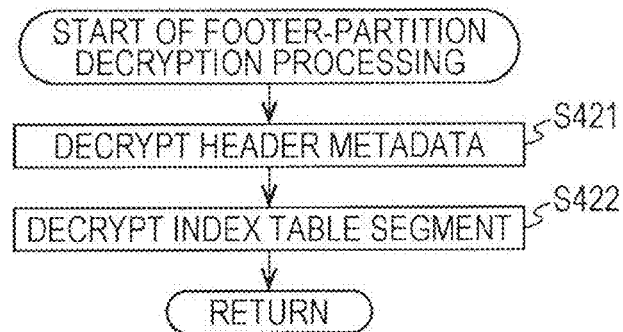 START OF FOOTER-PARTITION
DECRYPTION PROCESSING
DECRYPT HEADER METADATA
S421
DECRYPT INDEX TABLE SEGMENT
S422
RETURN